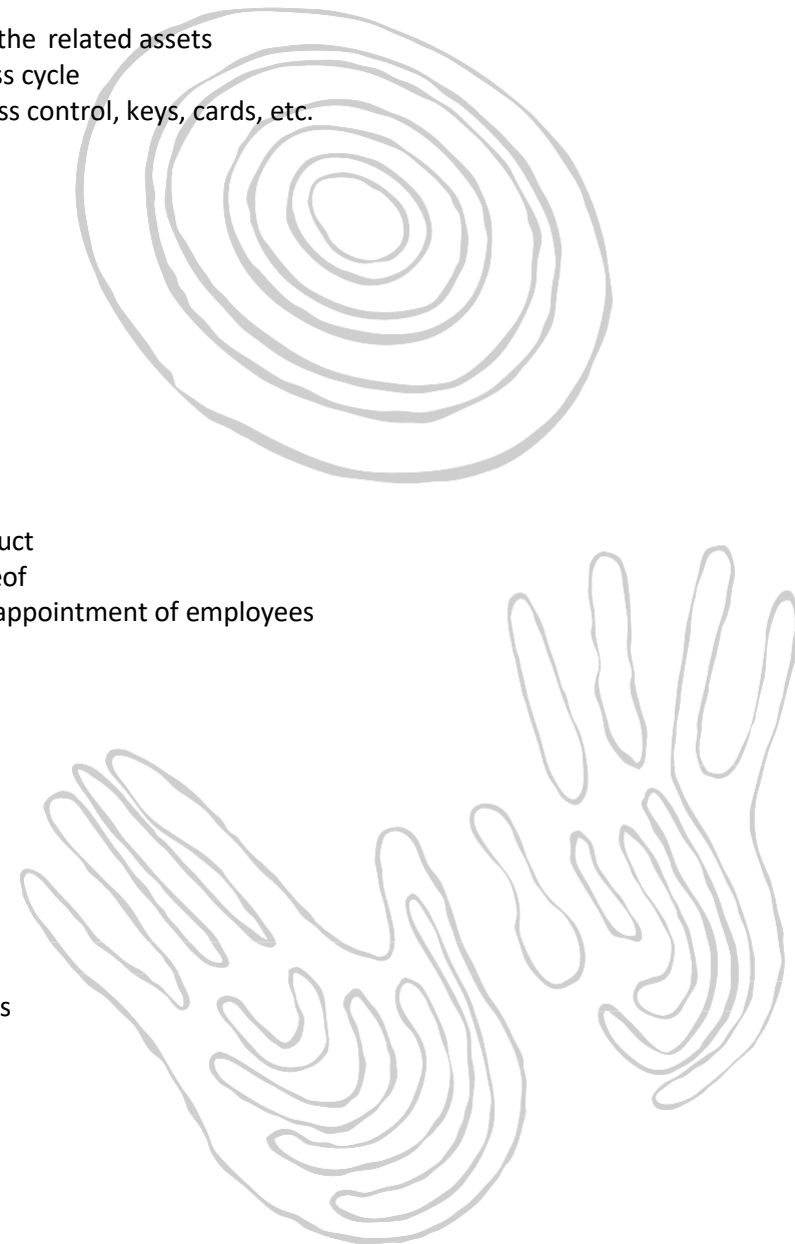 the related assets
ss cycle
ss control, keys, cards, etc.
uct
eof
appointment of employees
s